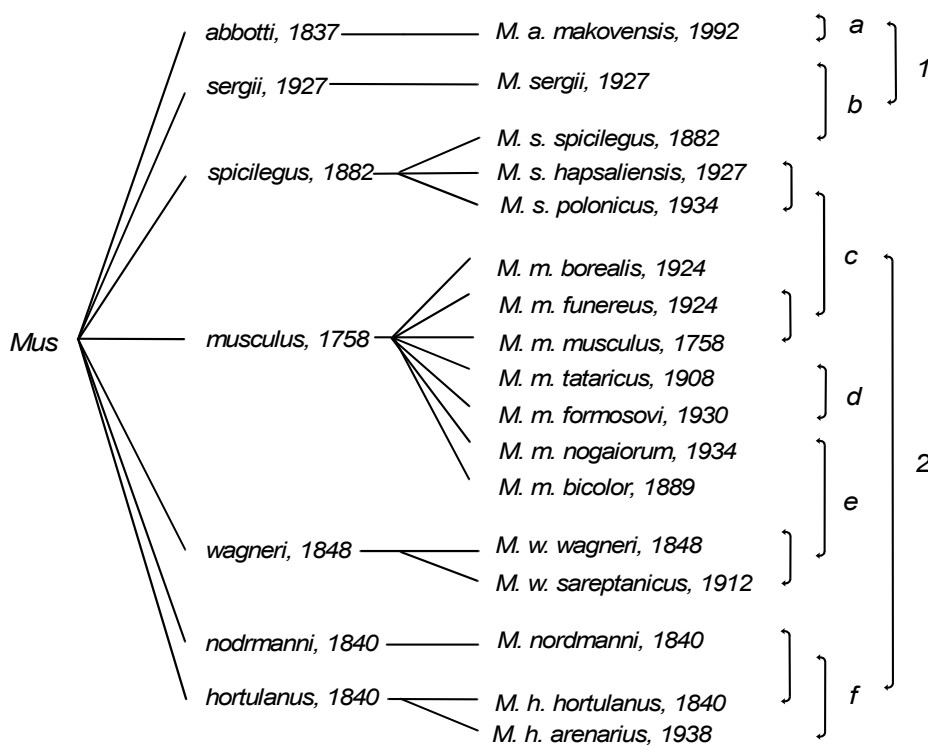 abbotti, 1837 M. a. makovensis, 1992 a
1
sergii, 1927 M. sergii, 1927
b
M. s. spicilegus, 1882
spicilegus, 1882 M. s. hapsaliensis, 1927
M. s. polonicus, 1934
c
M. m. borealis, 1924
M. m. funereus, 1924
Mus musculus, 1758 M. m. musculus, 1758
M. m. tataricus, 1908
d
M. m. formosovi, 1930
M. m. nogaiorum, 1934
2
M. m. bicolor, 1889
e
wagneri, 1848 M. w. wagneri, 1848
M. w. sareptanicus, 1912
nodrmanni, 1840 M. nordmanni, 1840
hortulanus, 1840 M. h. hortulanus, 1840 f
M. h. arenarius, 1938